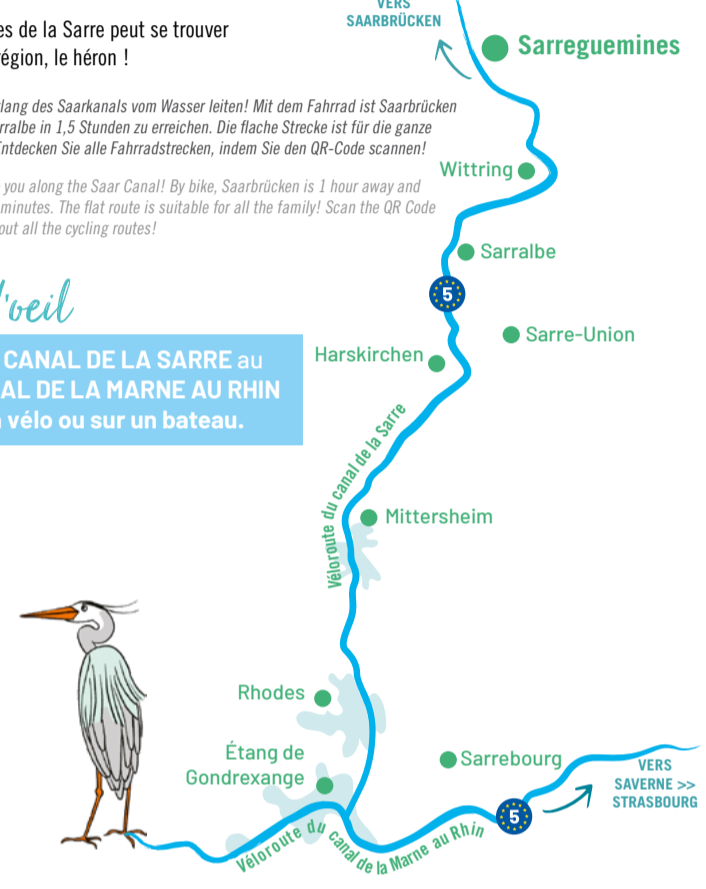 es de la Sarre peut se trouver
région, le héron !
lang des Saarkanals vom Wasser leiten! Mit dem Fahrrad ist Saarbrücken
rralbe in 1,5 Stunden zu erreichen. Die flache Strecke ist für die ganze
Entdecken Sie alle Fahrradstrecken, indem Sie den QR-Code scannen!
you along the Saar Canal! By bike, Saarbrücken is 1 hour away and
minutes. The flat route is suitable for all the family! Scan the QR Code
out all the cycling routes!
'oeil
CANAL DE LA SARRE au
AL DE LA MARNE AU RHIN
vélo ou sur un bateau.
VERS
SAARBRÜCKEN
Sarreguemines
Wittring
Sarralbe
5
Sarre-Union
Harskirchen
Véloroute du canal de la Sarre
Mittersheim
Rhodes
Étang de
Gondrexange
Sarrebourg
VERS
SAVERNE >>
STRASBOURG
5
Véloroute du canal de la Marne au Rhin